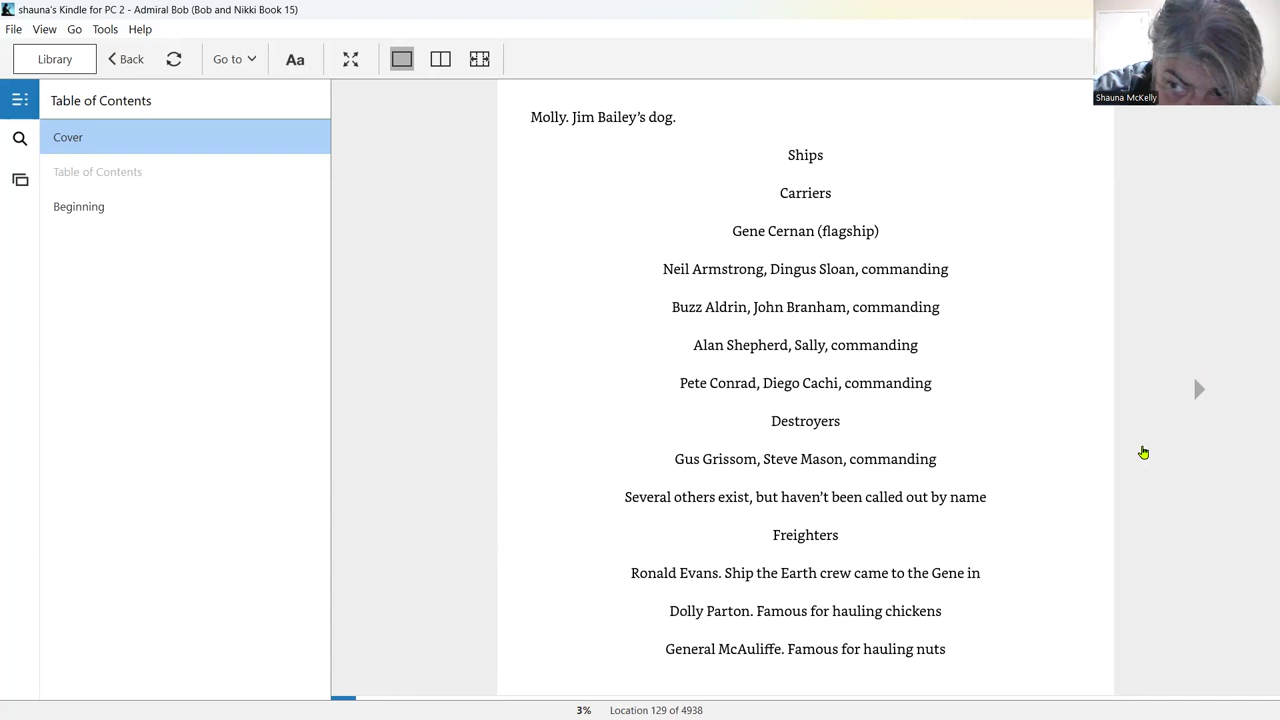 shauna's Kindle for PC 2 - Admiral Bob (Bob and Nikki Book 15)
File View Go Tools Help
Library Back Go to Aa
Shauna McKelly
Table of Contents
Cover
Table of Contents
Beginning
Molly. Jim Bailey’s dog.
Ships
Carriers
Gene Cernan (flagship)
Neil Armstrong, Dingus Sloan, commanding
Buzz Aldrin, John Branham, commanding
Alan Shepherd, Sally, commanding
Pete Conrad, Diego Cachi, commanding
Destroyers
Gus Grissom, Steve Mason, commanding
Several others exist, but haven’t been called out by name
Freighters
Ronald Evans. Ship the Earth crew came to the Gene in
Dolly Parton. Famous for hauling chickens
General McAuliffe. Famous for hauling nuts
3% Location 129 of 4938